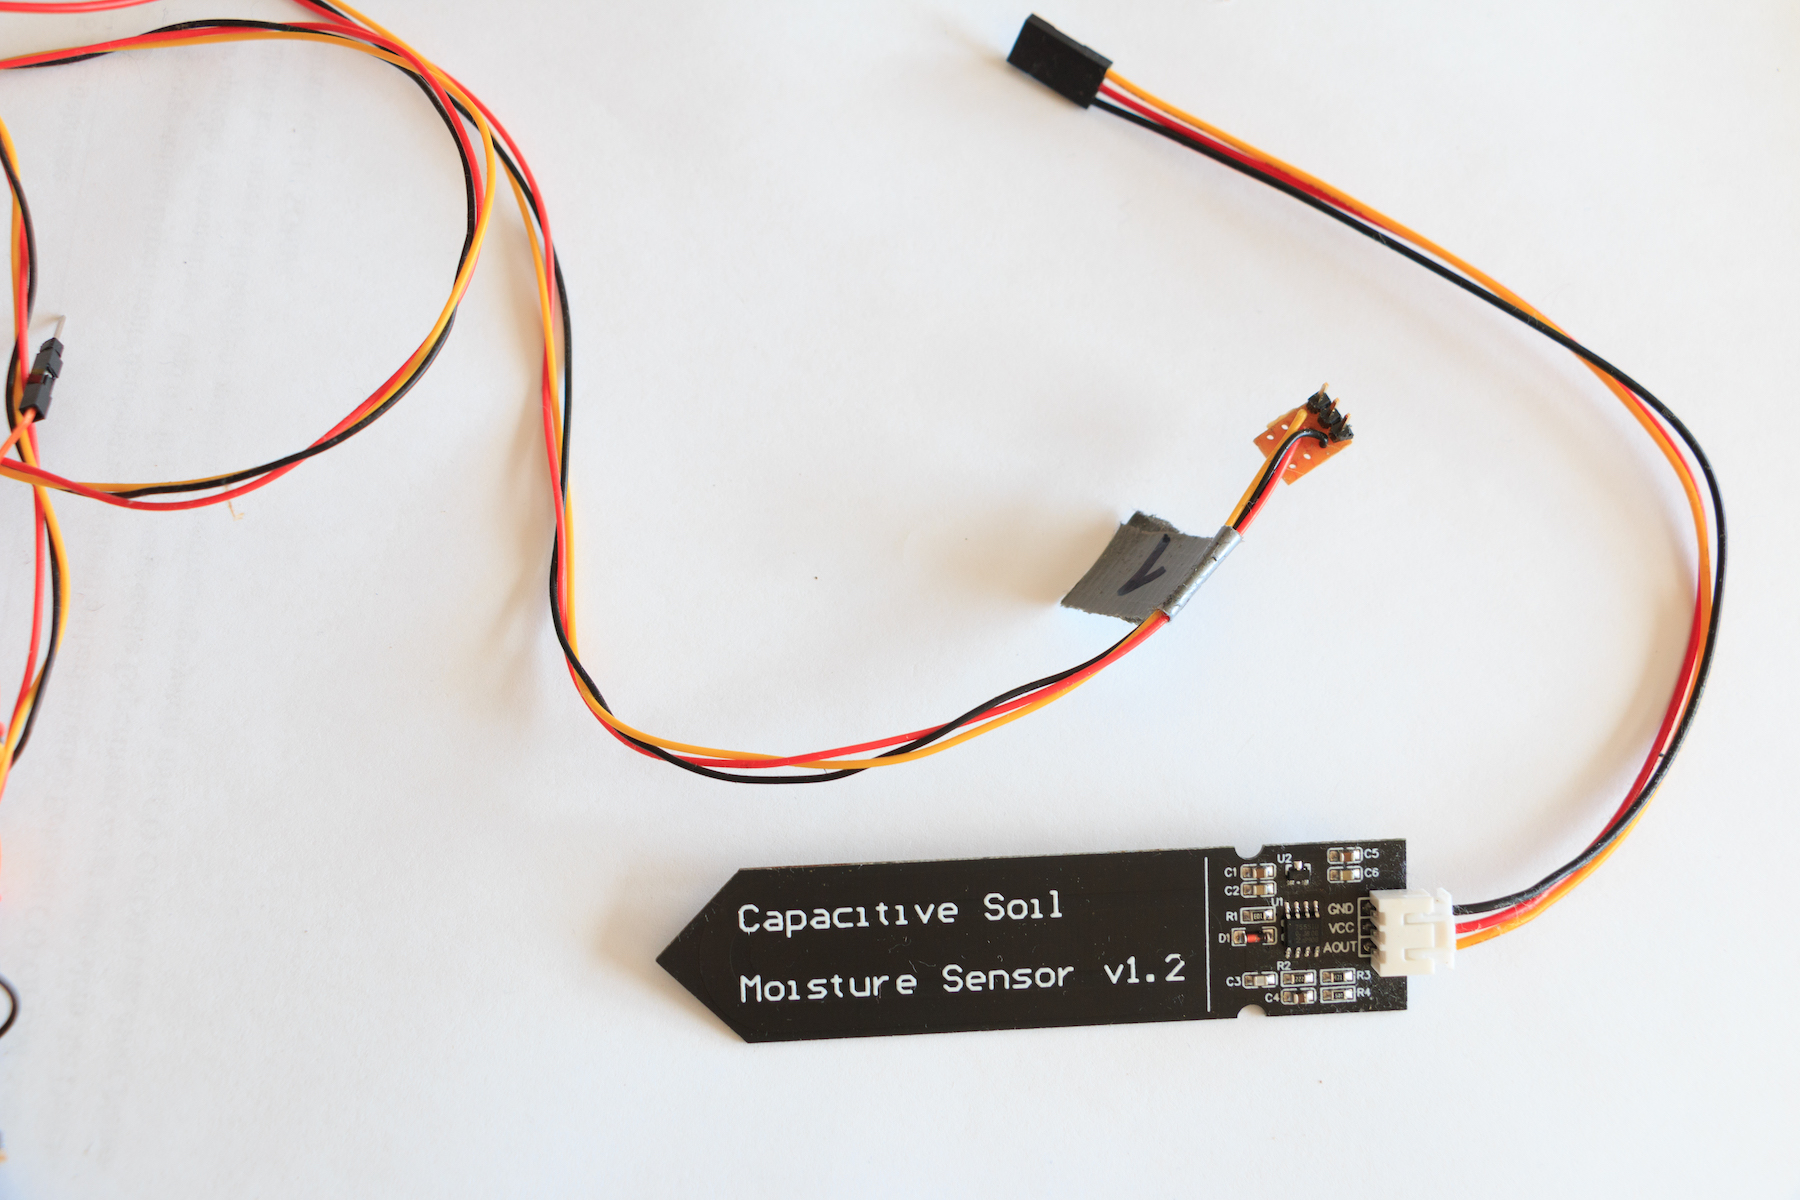 1
Capacitive Soil
Moisture Sensor v1.2
C1
C2
R1
D1
C3
U2
U1
R2
C4
C5
C6
GND
VCC
AOUT
R3
R4